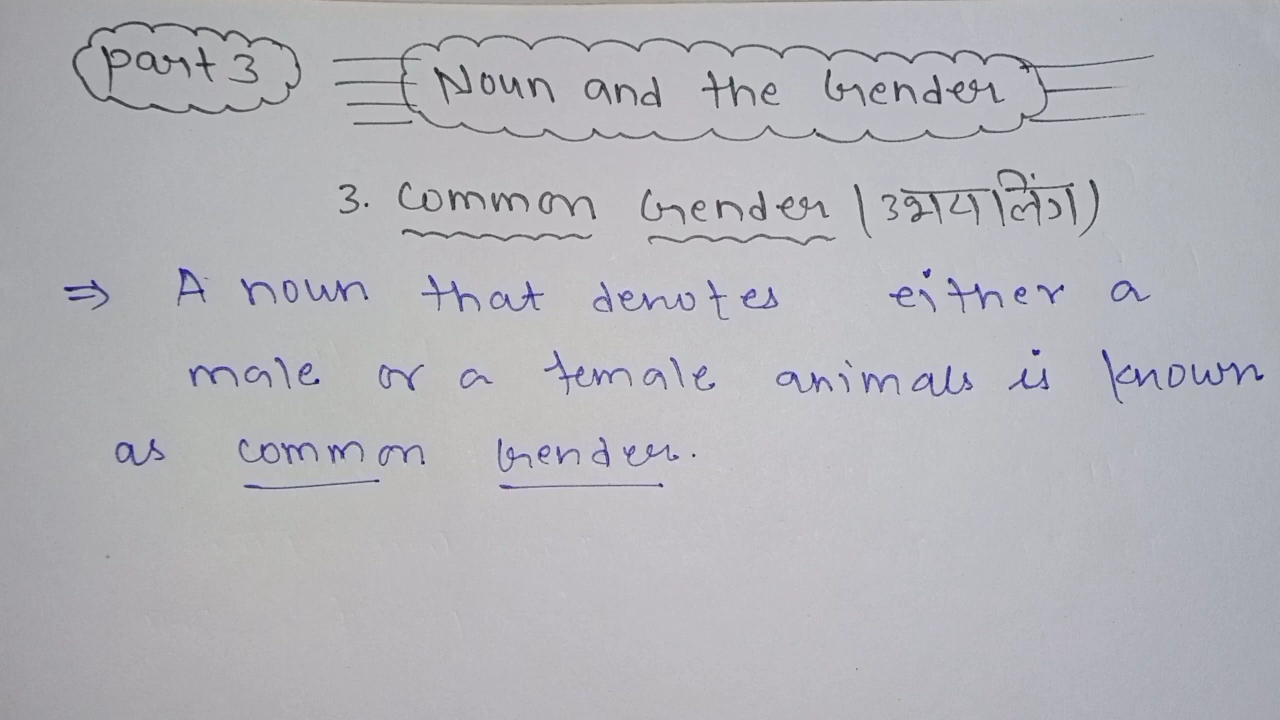 part 3
Noun and the Gender
3. Common Gender (उभयलिंग)
⇒ A noun that denotes either a
male or a female animals is known
as common Gender.